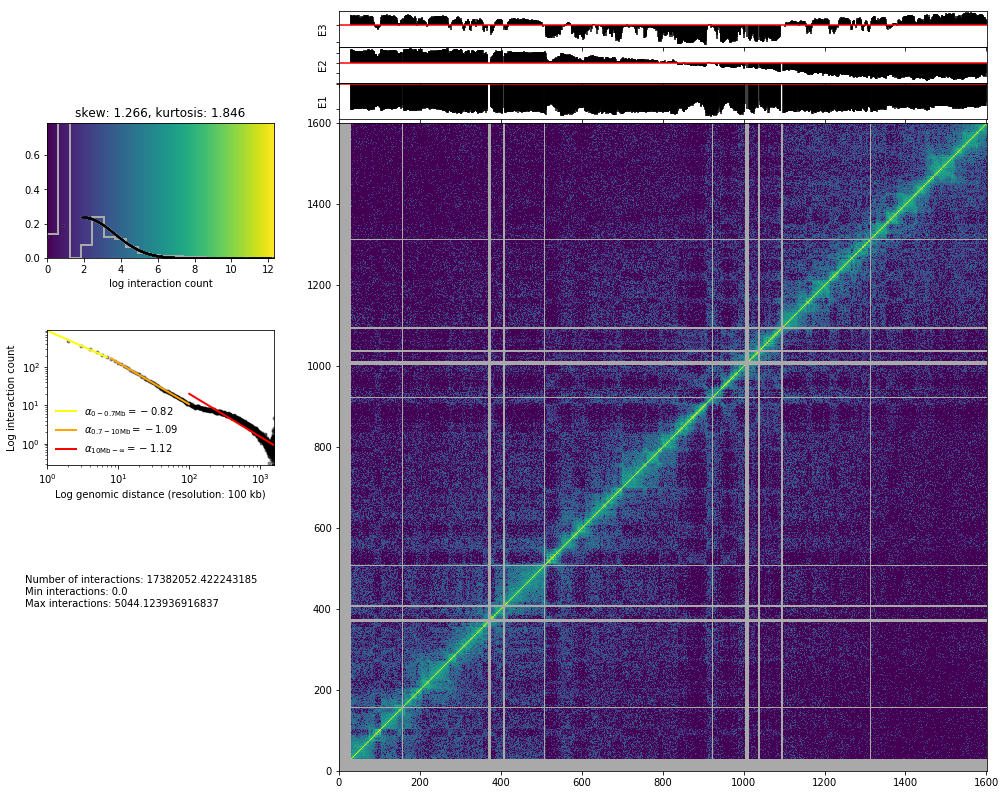 E3
E2
E1
skew: 1.266, kurtosis: 1.846
0.6
0.4
0.2
0.0
0 2 4 6 8 10 12
log interaction count
Log interaction count
10²
10¹
10⁰
α0−0.7Mb = −0.82
α0.7−10Mb = −1.09
α10Mb−∞ = −1.12
10⁰ 10¹ 10² 10³
Log genomic distance (resolution: 100 kb)
Number of interactions: 17382052.422243185
Min interactions: 0.0
Max interactions: 5044.123936916837
1600
1400
1200
1000
800
600
400
200
0
0 200 400 600 800 1000 1200 1400 1600